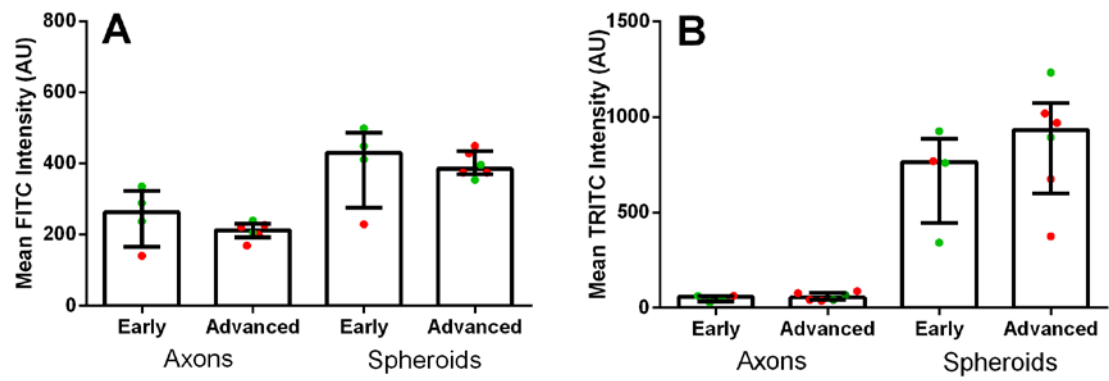 A
Mean FITC Intensity (AU)
800
600
400
200
0
Early
Advanced
Early
Advanced
Axons
Spheroids
B
Mean TRITC Intensity (AU)
1500
1000
500
0
Early
Advanced
Early
Advanced
Axons
Spheroids